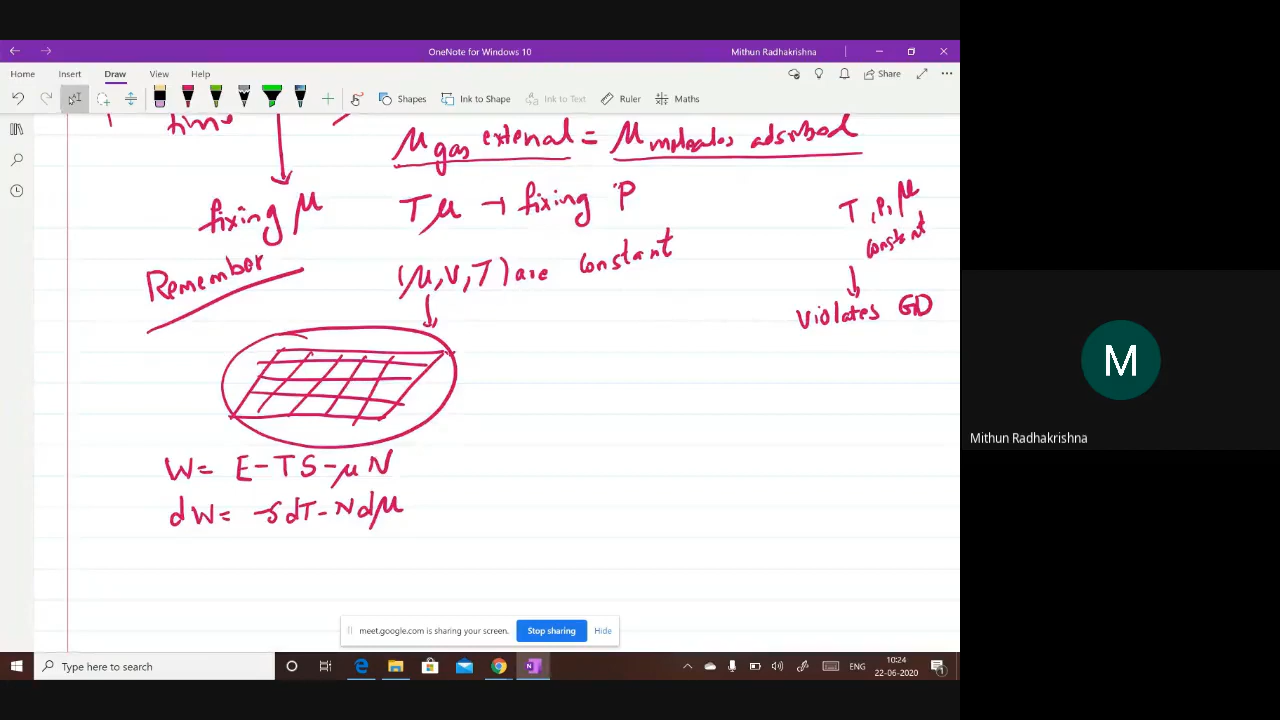 OneNote for Windows 10
Mithun Radhakrishna
Home Insert Draw View Help
Share
Shapes Ink to Shape Ink to Text Ruler Maths
time
μ gas external = μ molecules adsorbed
fixing μ
T μ → fixing P
T, P, μ
constant
Remember
(μ, V, T) are constant
violates GD
W = E - TS - μN
dW = -SdT - Ndμ
Mithun Radhakrishna
M
meet.google.com is sharing your screen. Stop sharing Hide
Type here to search
ENG
10:24
22-06-2020